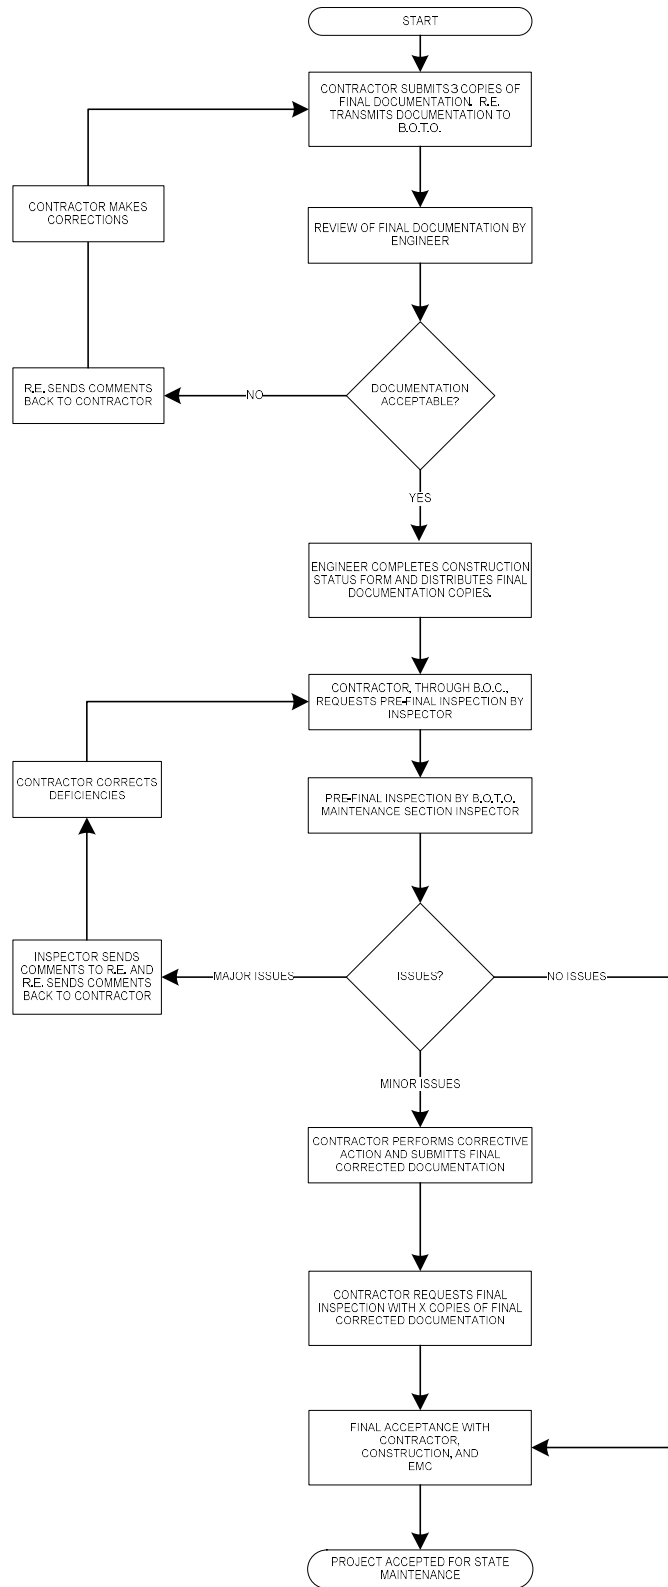 START
CONTRACTOR SUBMITS 3 COPIES OF
FINAL DOCUMENTATION. R.E.
TRANSMITS DOCUMENTATION TO
B.O.T.O.
CONTRACTOR MAKES
CORRECTIONS
REVIEW OF FINAL DOCUMENTATION BY
ENGINEER
R.E. SENDS COMMENTS
BACK TO CONTRACTOR
NO
DOCUMENTATION
ACCEPTABLE?
YES
ENGINEER COMPLETES CONSTRUCTION
STATUS FORM AND DISTRIBUTES FINAL
DOCUMENTATION COPIES.
CONTRACTOR, THROUGH B.O.C.,
REQUESTS PRE-FINAL INSPECTION BY
INSPECTOR
CONTRACTOR CORRECTS
DEFICIENCIES
PRE-FINAL INSPECTION BY B.O.T.O.
MAINTENANCE SECTION INSPECTOR
INSPECTOR SENDS
COMMENTS TO R.E. AND
R.E. SENDS COMMENTS
BACK TO CONTRACTOR
MAJOR ISSUES
ISSUES?
NO ISSUES
MINOR ISSUES
CONTRACTOR PERFORMS CORRECTIVE
ACTION AND SUBMITTS FINAL
CORRECTED DOCUMENTATION
CONTRACTOR REQUESTS FINAL
INSPECTION WITH X COPIES OF FINAL
CORRECTED DOCUMENTATION
FINAL ACCEPTANCE WITH
CONTRACTOR,
CONSTRUCTION, AND
EMC
PROJECT ACCEPTED FOR STATE
MAINTENANCE